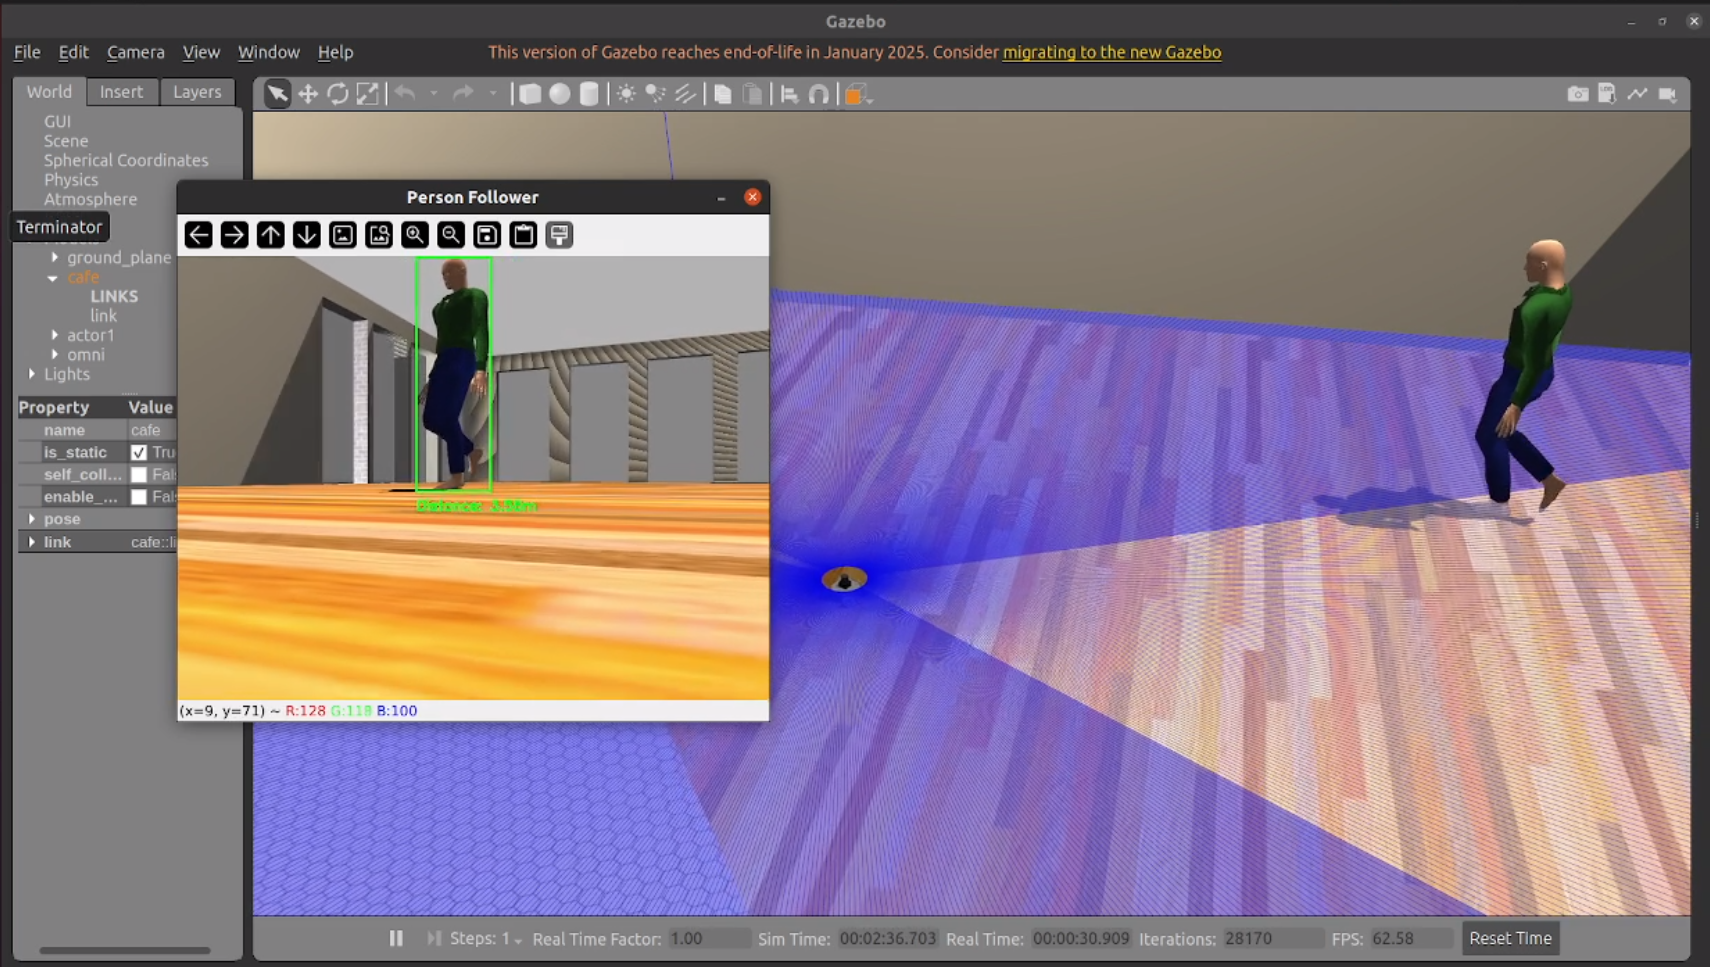 Gazebo
File Edit Camera View Window Help
This version of Gazebo reaches end-of-life in January 2025. Consider migrating to the new Gazebo
World Insert Layers
GUI
Scene
Spherical Coordinates
Physics
Atmosphere
Terminator
ground_plane
cafe
LINKS
link
actor1
omni
Lights
Property Value
name cafe
is_static Tru
self_coll... Fal
enable_... Fal
pose
link cafe::li
Person Follower
Distance: 3.50m
(x=9, y=71) ~ R:128 G:118 B:100
Steps: 1 Real Time Factor: 1.00 Sim Time: 00:02:36.703 Real Time: 00:00:30.909 Iterations: 28170 FPS: 62.58 Reset Time